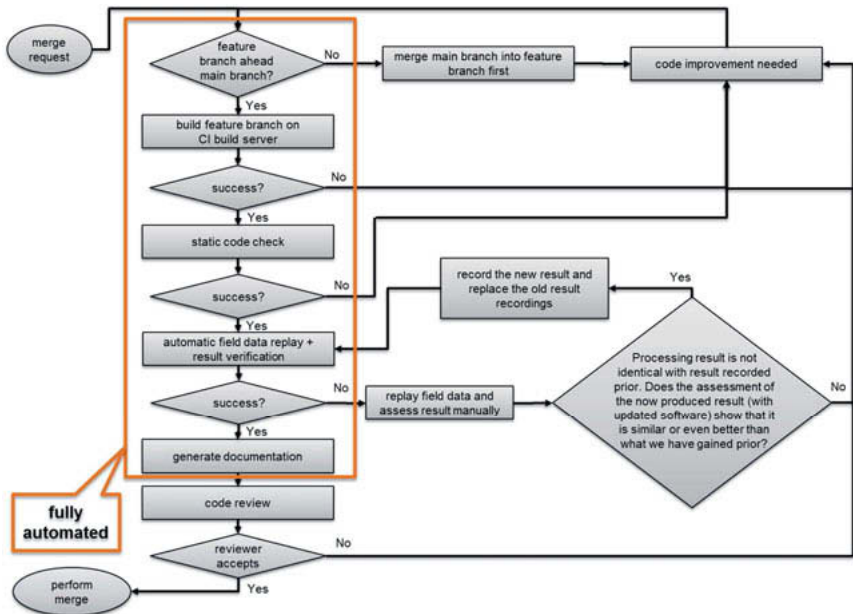 merge
request
feature
branch ahead
main branch?
No
merge main branch into feature
branch first
code improvement needed
Yes
build feature branch on
CI build server
success?
No
Yes
static code check
success?
No
Yes
automatic field data replay +
result verification
record the new result and
replace the old result
recordings
Yes
success?
No
replay field data and
assess result manually
Processing result is not
identical with result recorded
prior. Does the assessment of
the now produced result (with
updated software) show that it
is similar or even better than
what we have gained prior?
No
Yes
generate documentation
fully
automated
code review
reviewer
accepts
No
Yes
perform
merge